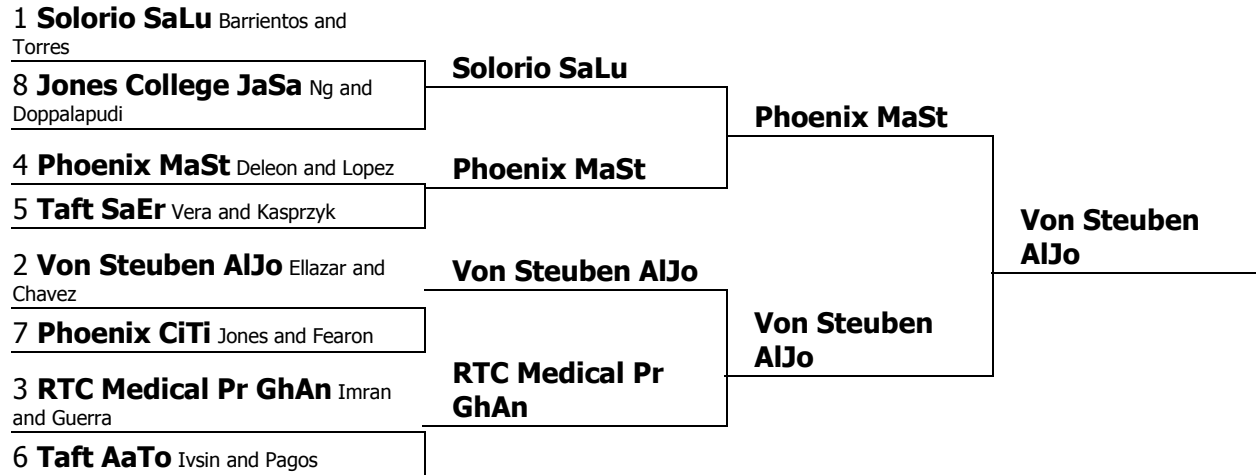 1 Solorio SaLu Barrientos and
Torres
8 Jones College JaSa Ng and
Doppalapudi
4 Phoenix MaSt Deleon and Lopez
5 Taft SaEr Vera and Kasprzyk
2 Von Steuben AlJo Ellazar and
Chavez
7 Phoenix CiTi Jones and Fearon
3 RTC Medical Pr GhAn Imran
and Guerra
6 Taft AaTo Ivsin and Pagos
Solorio SaLu
Phoenix MaSt
Von Steuben AlJo
RTC Medical Pr
GhAn
Phoenix MaSt
Von Steuben
AlJo
Von Steuben
AlJo